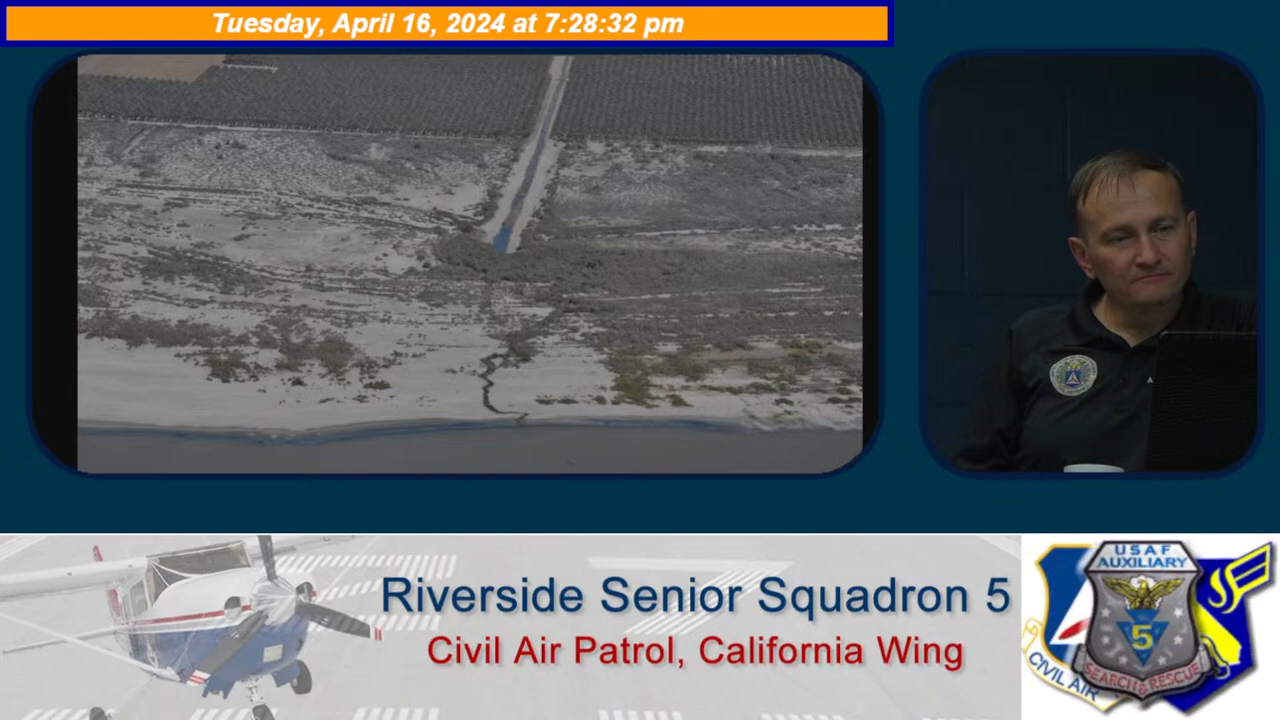 Tuesday, April 16, 2024 at 7:28:32 pm
Riverside Senior Squadron 5
Civil Air Patrol, California Wing
USAF
AUXILIARY
5
CIVIL AIR
SEARCH & RESCUE